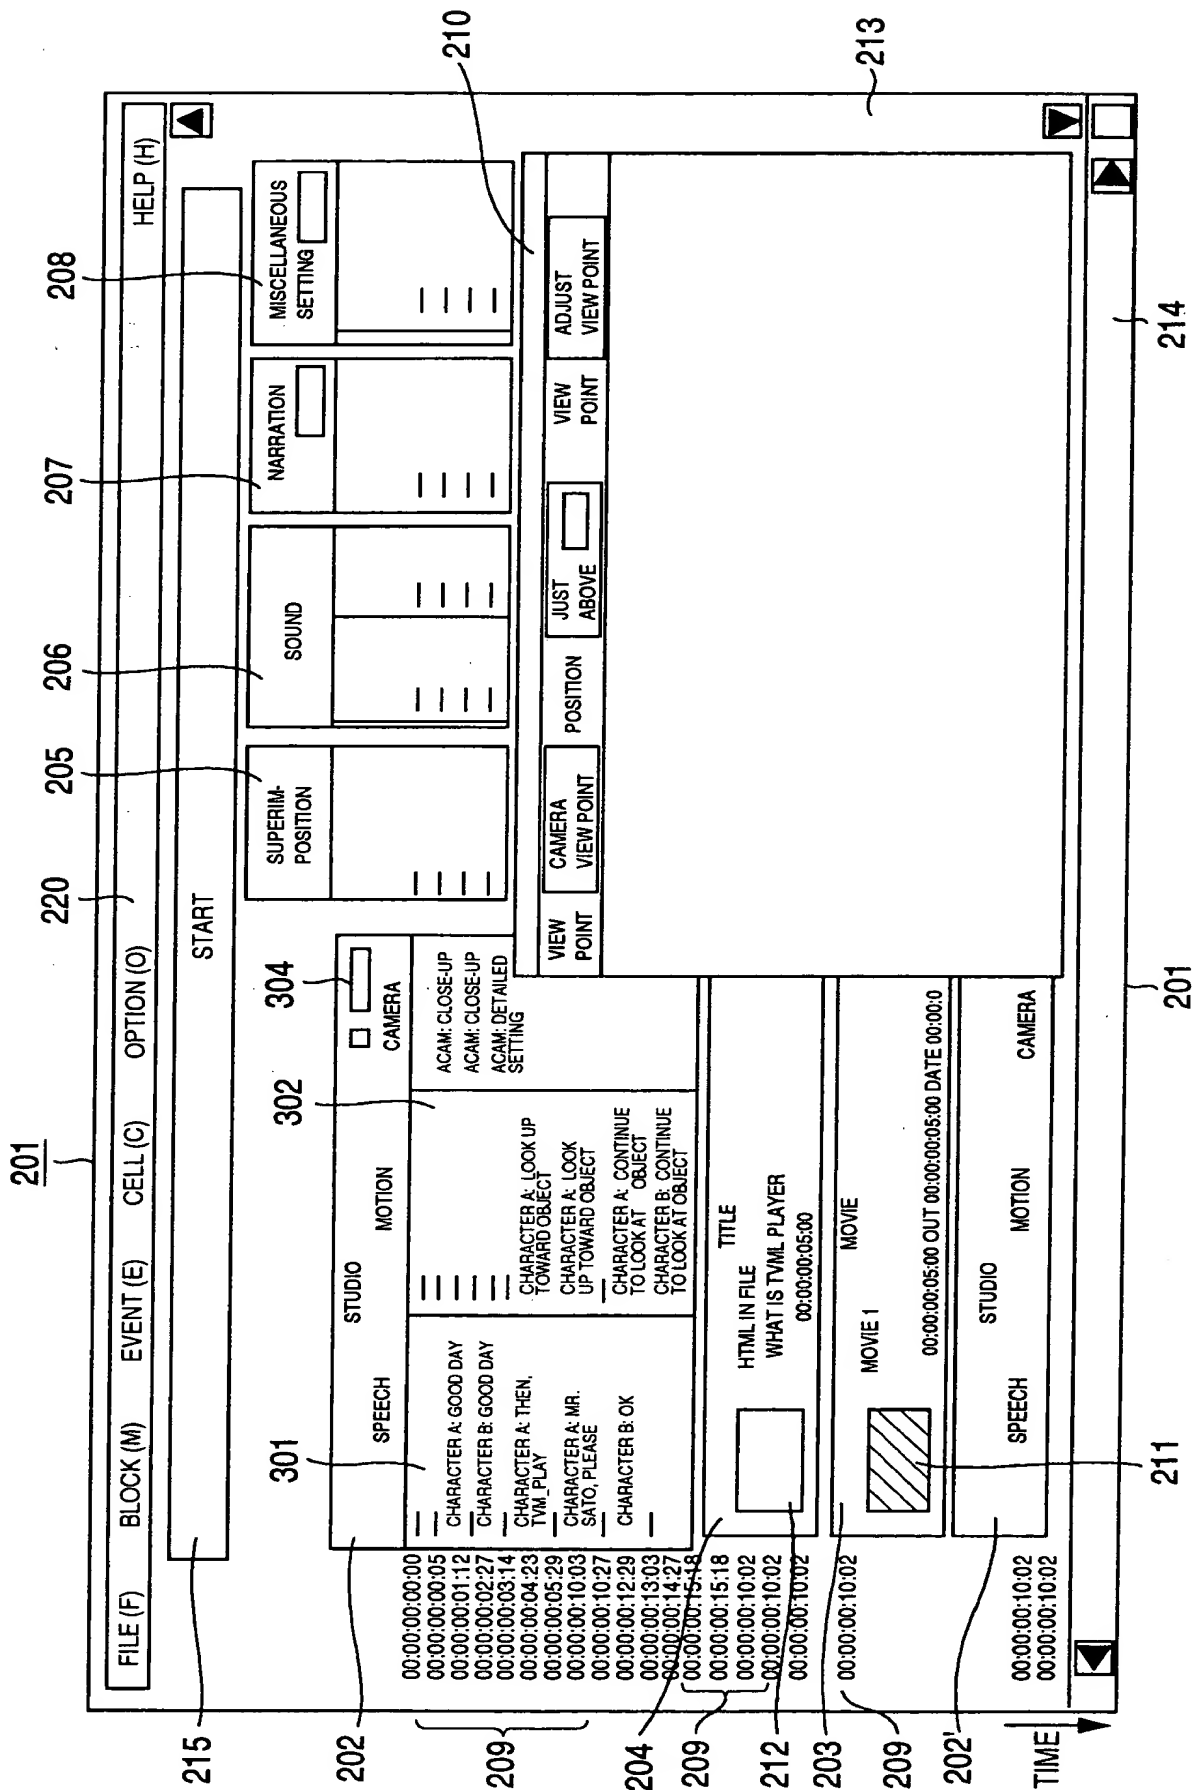 201
FILE (F) BLOCK (M) EVENT (E) CELL (C) OPTION (O) HELP (H)
220
215
START
202
STUDIO
SPEECH MOTION CAMERA
304
301
302
205
SUPERIM-
POSITION
206
SOUND
207
NARRATION
208
MISCELLANEOUS
SETTING
210
213
209
00:00:00:00:00
00:00:00:00:05
00:00:00:01:12
00:00:00:02:27
00:00:00:03:14
00:00:00:04:23
00:00:00:05:29
00:00:00:10:03
00:00:00:10:27
00:00:00:12:29
00:00:00:13:03
00:00:00:14:27
00:00:00:15:18
00:00:00:15:18
00:00:00:10:02
00:00:00:10:02
00:00:00:10:02
00:00:00:10:02
00:00:00:10:02
00:00:00:10:02
CHARACTER A: GOOD DAY
CHARACTER B: GOOD DAY
CHARACTER A: THEN,
TVM_PLAY
CHARACTER A: MR.
SATO, PLEASE
CHARACTER B: OK
CHARACTER A: LOOK UP
TOWARD OBJECT
CHARACTER A: LOOK
UP TOWARD OBJECT
CHARACTER A: CONTINUE
TO LOOK AT OBJECT
CHARACTER B: CONTINUE
TO LOOK AT OBJECT
ACAM: CLOSE-UP
ACAM: CLOSE-UP
ACAM: DETAILED
SETTING
VIEW
POINT
CAMERA
VIEW POINT
POSITION
JUST
ABOVE
VIEW
POINT
ADJUST
VIEW POINT
204
TITLE
HTML IN FILE
WHAT IS TVML PLAYER
00:00:00:05:00
209
212
203
MOVIE
MOVIE 1
00:00:00:05:00 OUT 00:00:00:05:00 DATE 00:00:0
209
202'
STUDIO
SPEECH MOTION CAMERA
TIME
211
201
214